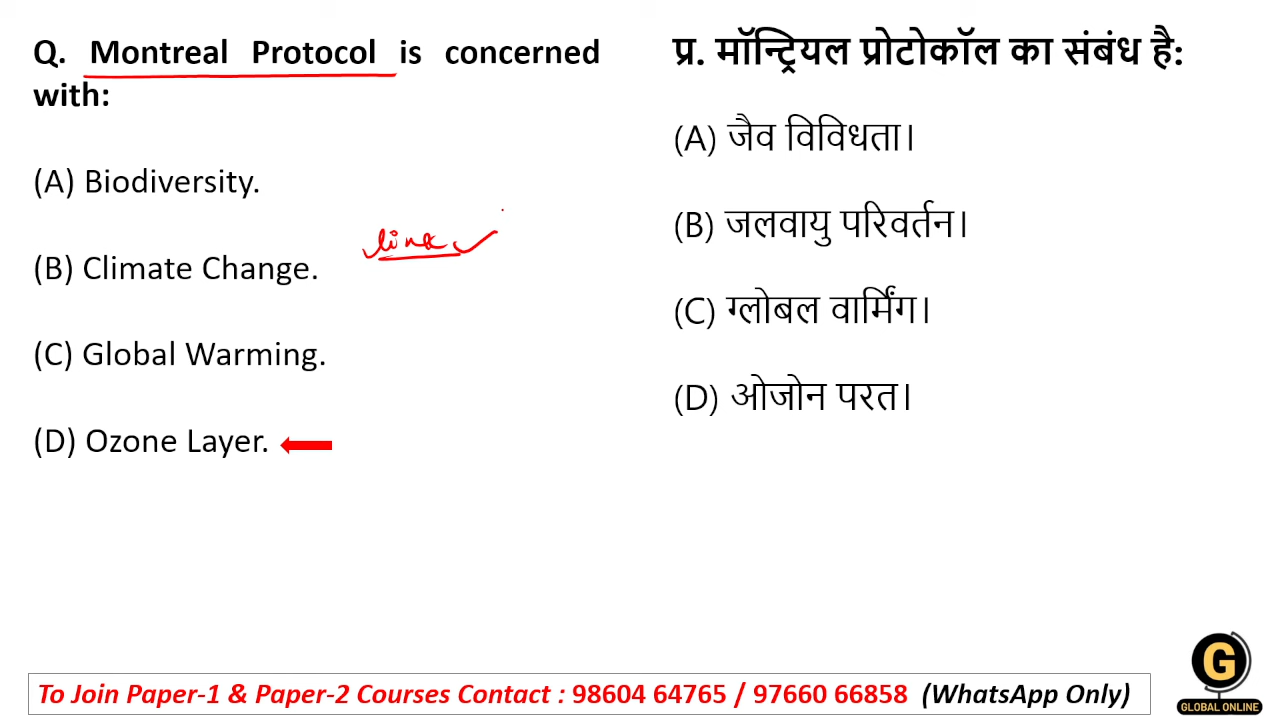 Q. Montreal Protocol is concerned
with:
(A) Biodiversity.
(B) Climate Change.
link
(C) Global Warming.
(D) Ozone Layer.
प्र. मॉन्ट्रियल प्रोटोकॉल का संबंध है:
(A) जैव विविधता।
(B) जलवायु परिवर्तन।
(C) ग्लोबल वार्मिंग।
(D) ओजोन परत।
To Join Paper-1 & Paper-2 Courses Contact : 98604 64765 / 97660 66858 (WhatsApp Only)
G
GLOBAL ONLINE